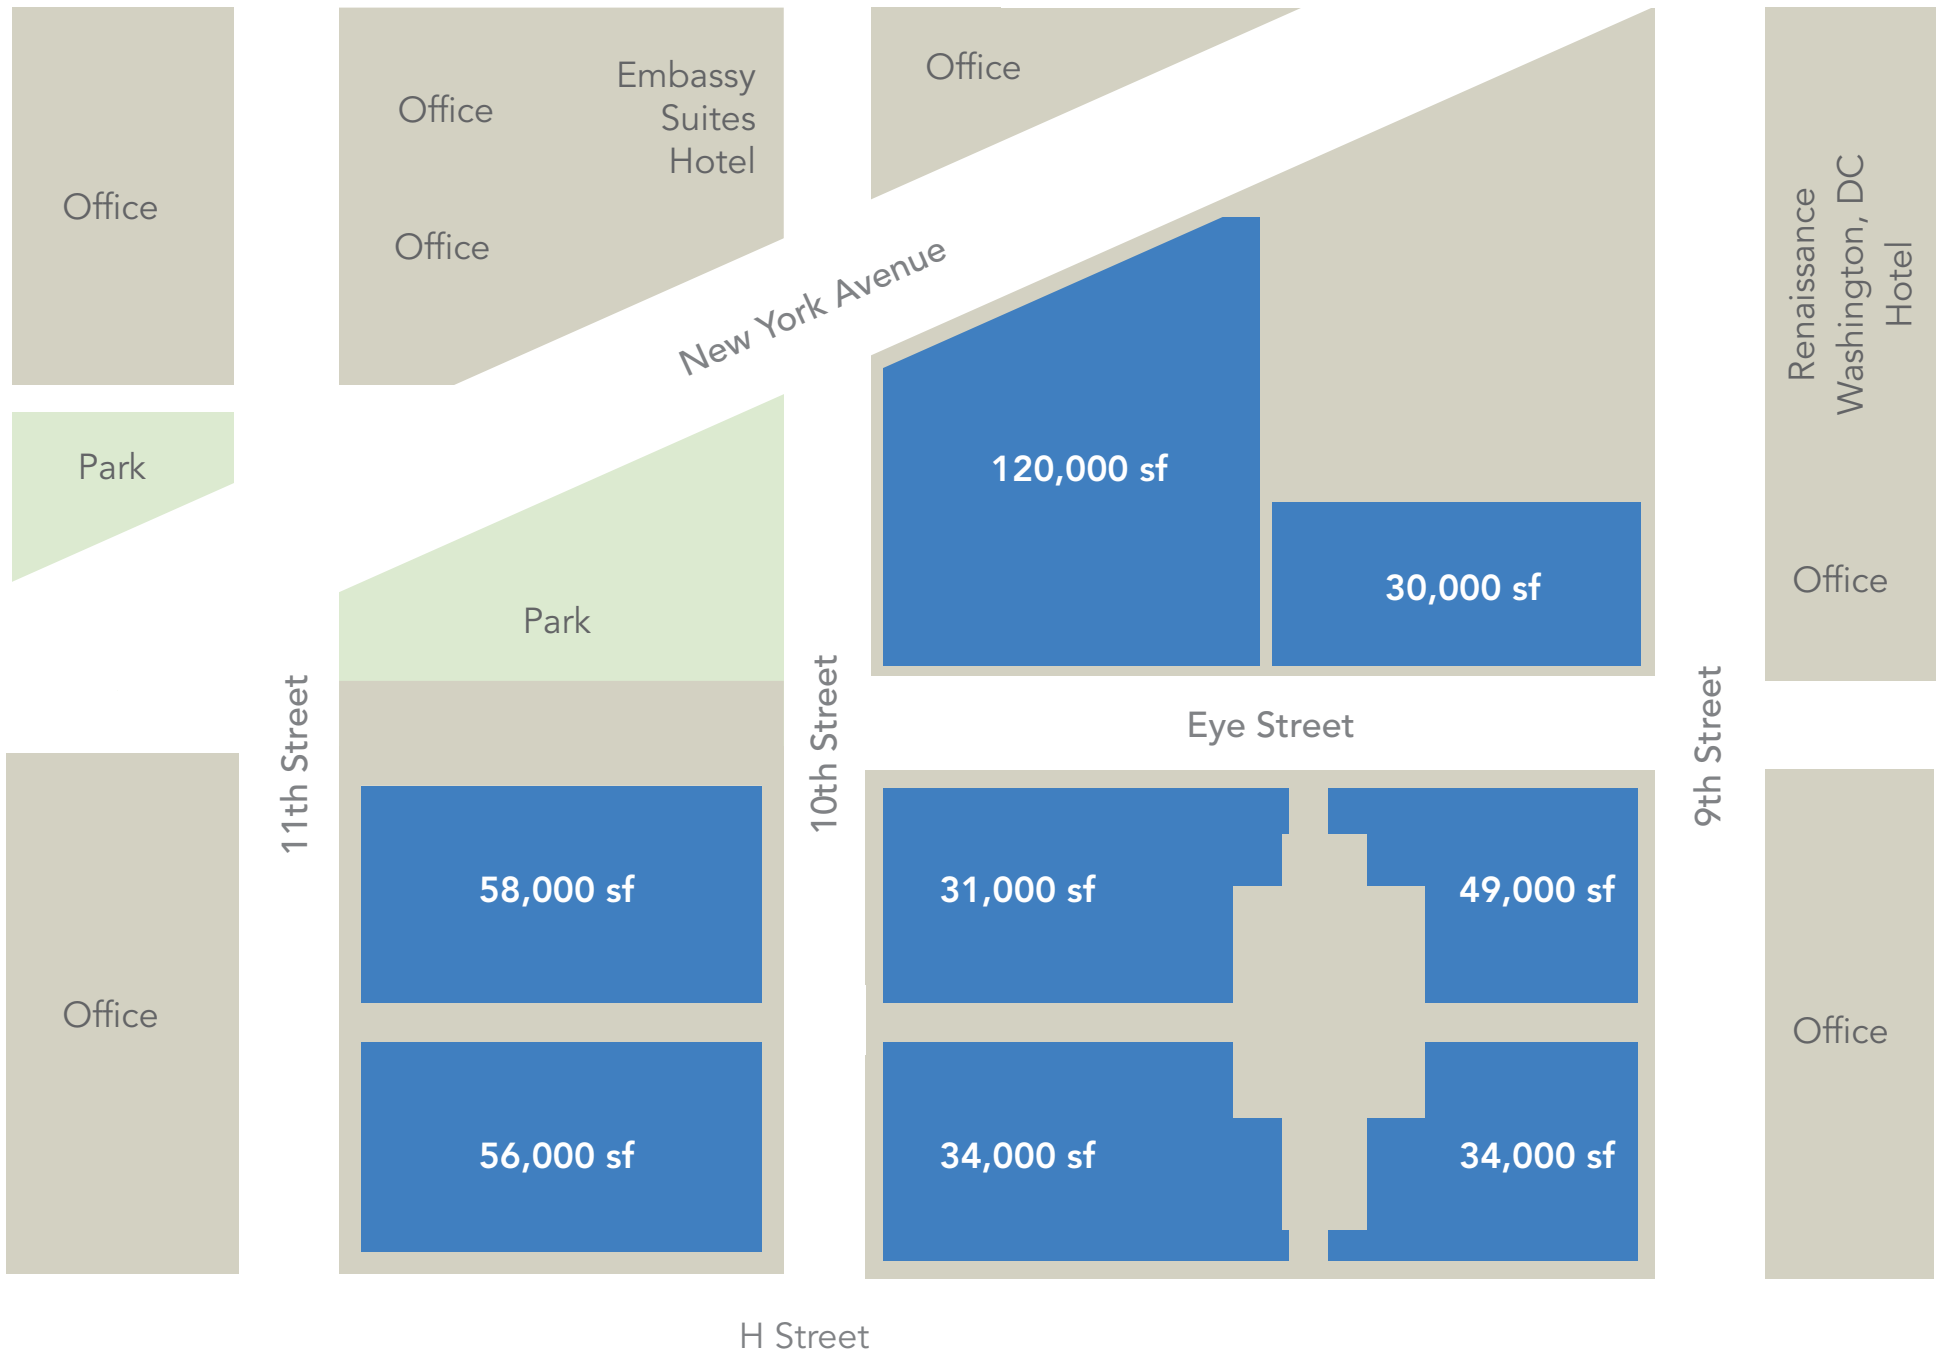 Office
Office
Embassy
Suites
Hotel
Office
Office
Renaissance
Washington, DC
Hotel
Office
New York Avenue
Park
Park
120,000 sf
30,000 sf
11th Street
10th Street
Eye Street
9th Street
Office
58,000 sf
31,000 sf
49,000 sf
Office
Office
56,000 sf
34,000 sf
34,000 sf
H Street